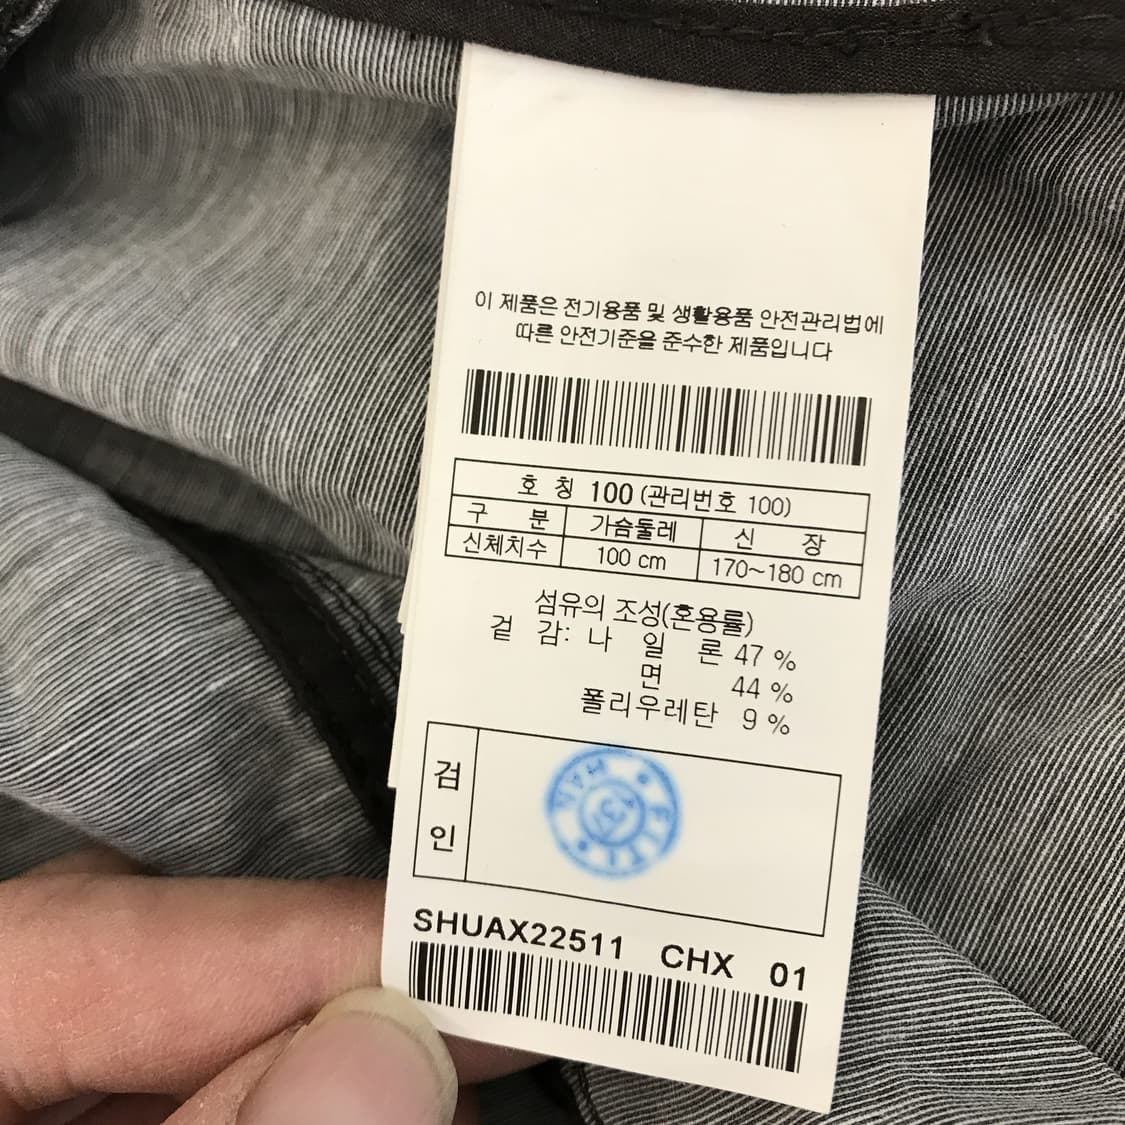 이 제품은 전기용품 및 생활용품 안전관리법에
따른 안전기준을 준수한 제품입니다
호 칭 100 (관리번호 100)
구 분 가슴둘레 신 장
신체치수 100 cm 170~180 cm
섬유의 조성(혼용률)
겉 감: 나 일 론 47 %
면 44 %
폴리우레탄 9 %
검
인
FITI
SHUAX22511 CHX 01